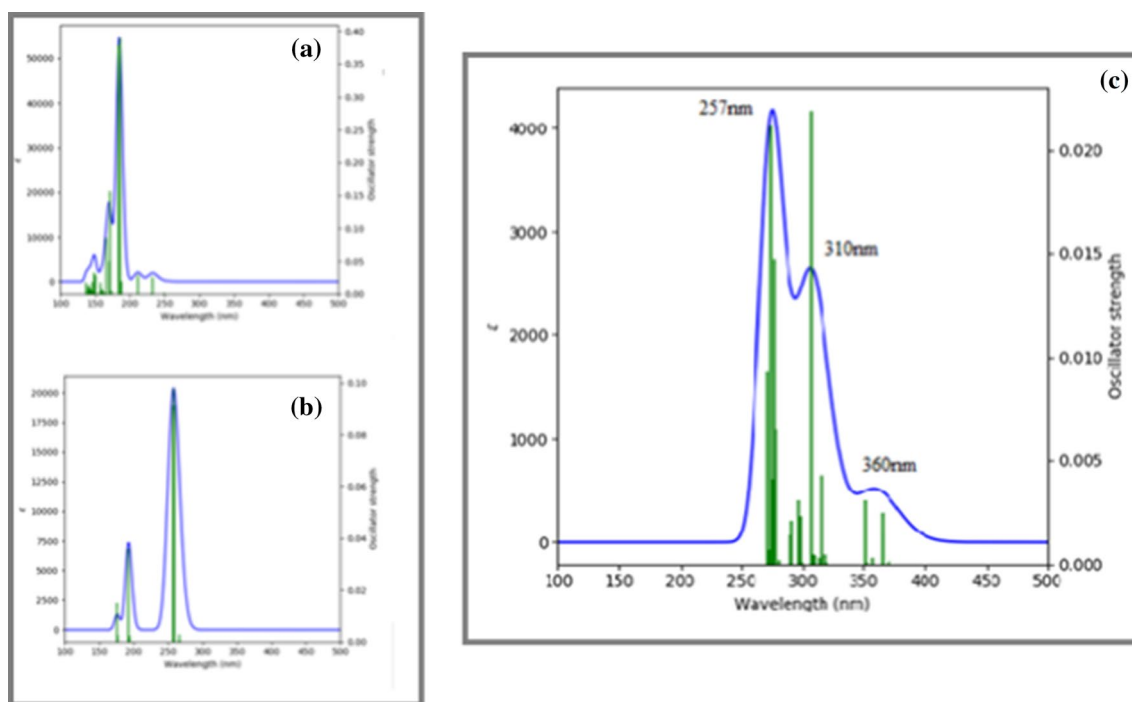 (a)
50000
40000
30000
20000
10000
0
ε
0.40
0.35
0.30
0.25
0.20
0.15
0.10
0.05
0.00
Oscillator strength
100 150 200 250 300 350 400 450 500
Wavelength (nm)
(b)
20000
17500
15000
12500
10000
7500
5000
2500
0
ε
0.10
0.08
0.06
0.04
0.02
0.00
Oscillator strength
100 150 200 250 300 350 400 450 500
Wavelength (nm)
(c)
257nm
310nm
360nm
4000
3000
2000
1000
0
ε
0.020
0.015
0.010
0.005
0.000
Oscillator strength
100 150 200 250 300 350 400 450 500
Wavelength (nm)